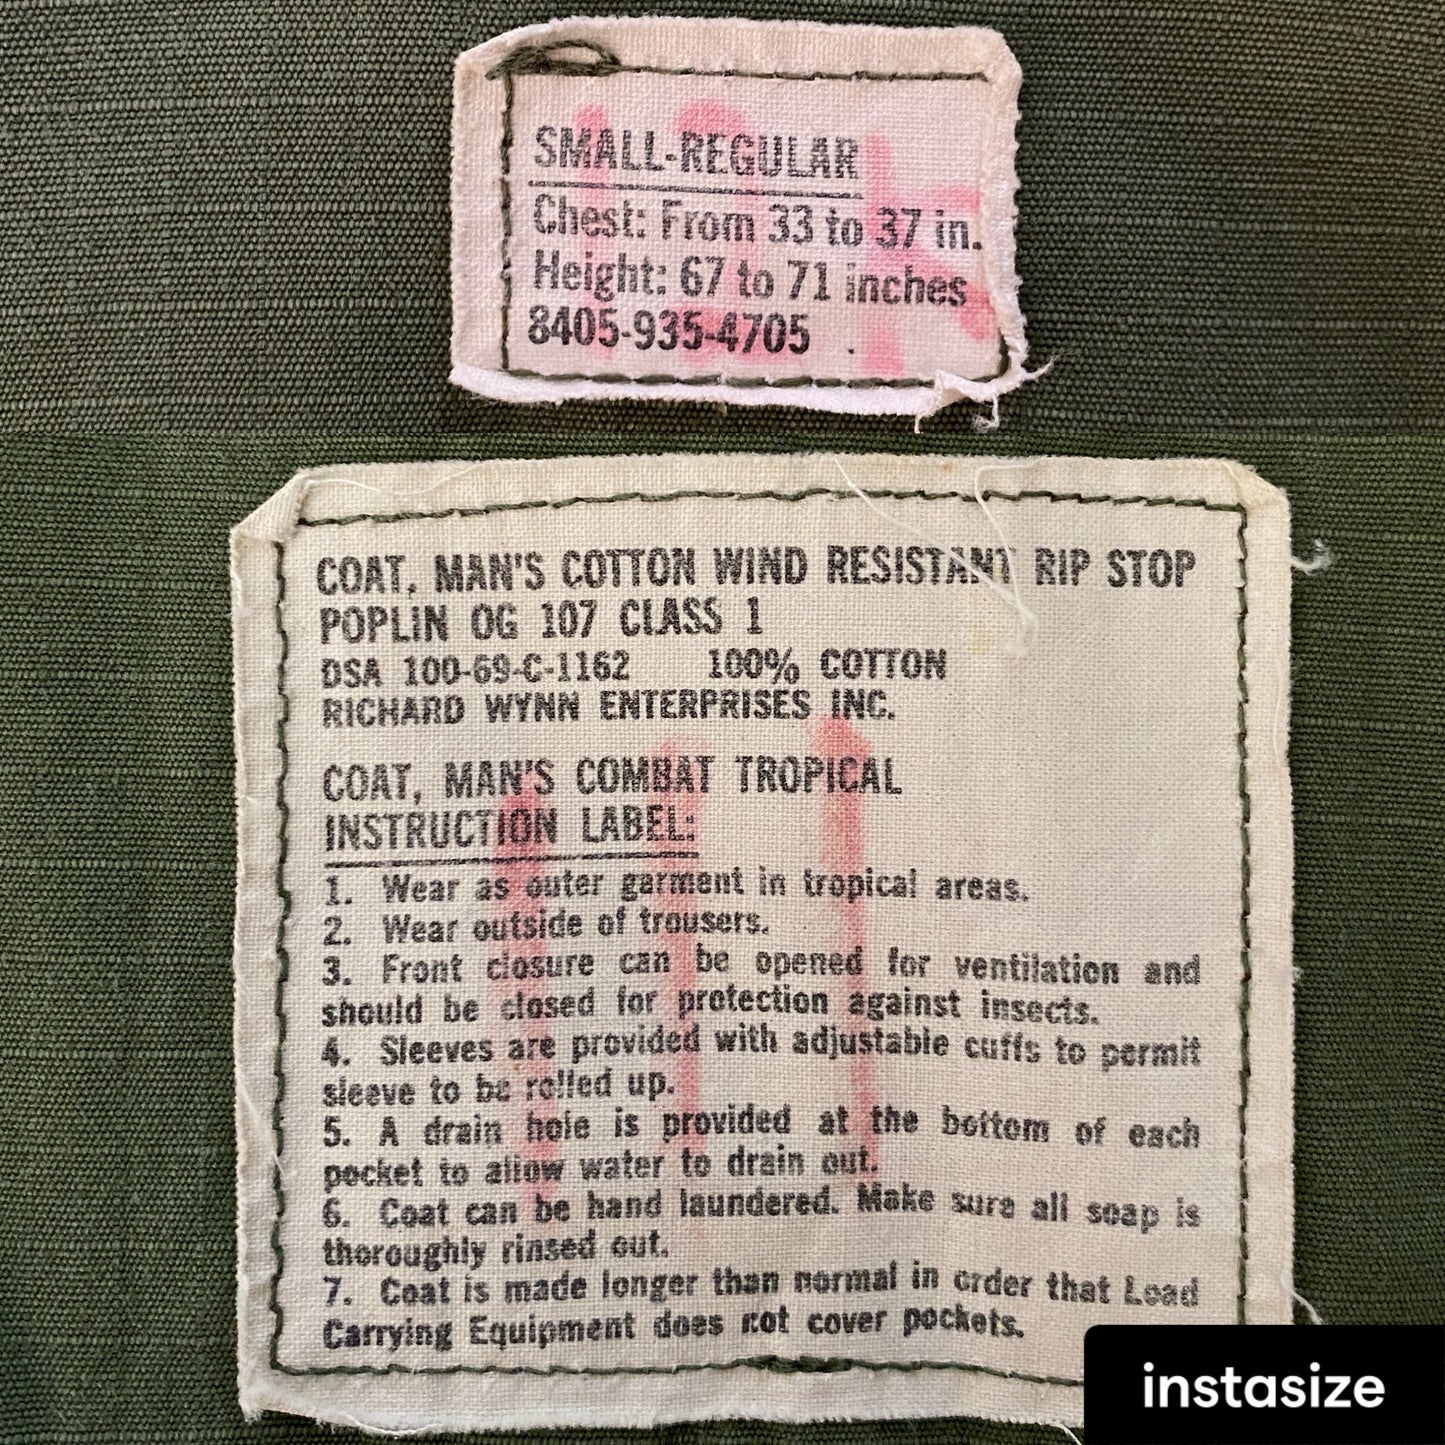 SMALL-REGULAR
Chest: From 33 to 37 in.
Height: 67 to 71 inches
8405-935-4705
COAT, MAN'S COTTON WIND RESISTANT RIP STOP
POPLIN OG 107 CLASS 1
DSA 100-69-C-1162 100% COTTON
RICHARD WYNN ENTERPRISES INC.
COAT, MAN'S COMBAT TROPICAL
INSTRUCTION LABEL:
1. Wear as outer garment in tropical areas.
2. Wear outside of trousers.
3. Front closure can be opened for ventilation and
should be closed for protection against insects.
4. Sleeves are provided with adjustable cuffs to permit
sleeve to be rolled up.
5. A drain hole is provided at the bottom of each
pocket to allow water to drain out.
6. Coat can be hand laundered. Make sure all soap is
thoroughly rinsed out.
7. Coat is made longer than normal in order that Load
Carrying Equipment does not cover pockets.
instasize